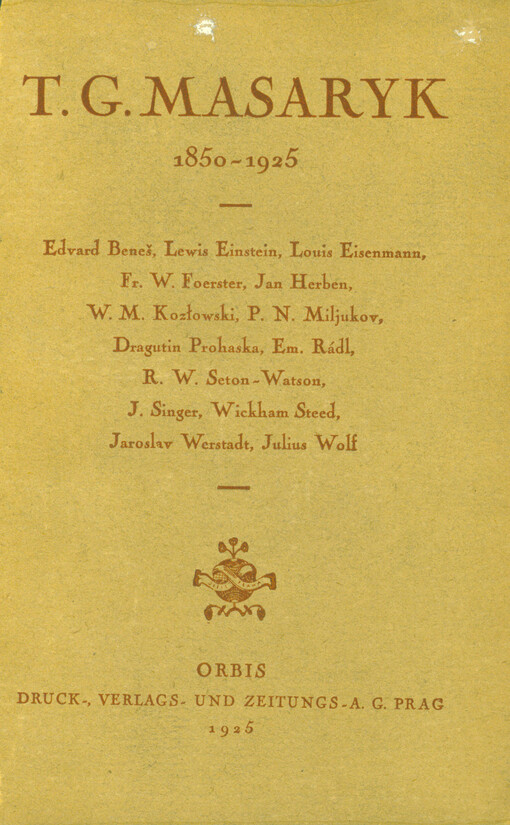 T. G. MASARYK
1850-1925
Edvard Beneš, Lewis Einstein, Louis Eisenmann,
Fr. W. Foerster, Jan Herben,
W. M. Kozłowski, P. N. Miljukov,
Dragutin Prohaska, Em. Rádl,
R. W. Seton-Watson,
J. Singer, Wickham Steed,
Jaroslav Werstadt, Julius Wolf
ORBIS
DRUCK-, VERLAGS- UND ZEITUNGS-A. G. PRAG
1925